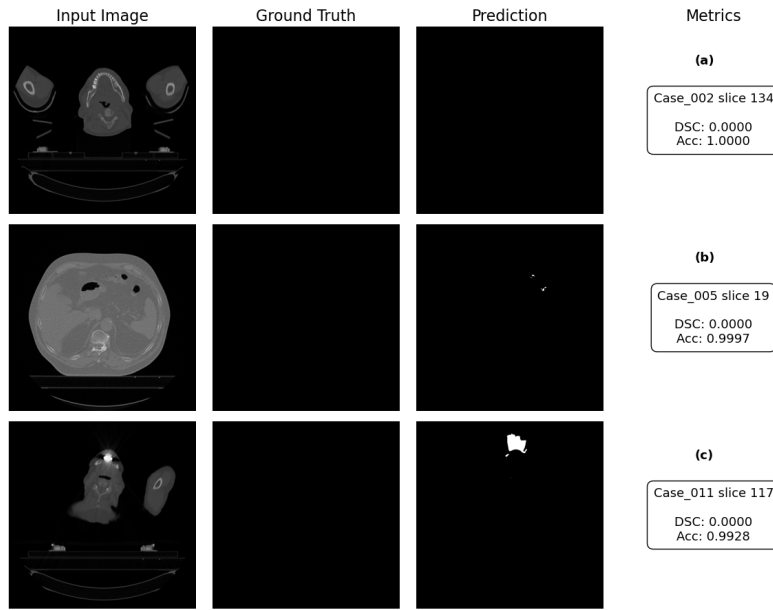 Input Image Ground Truth Prediction Metrics
(a)
Case_002 slice 134
DSC: 0.0000
Acc: 1.0000
(b)
Case_005 slice 19
DSC: 0.0000
Acc: 0.9997
(c)
Case_011 slice 117
DSC: 0.0000
Acc: 0.9928